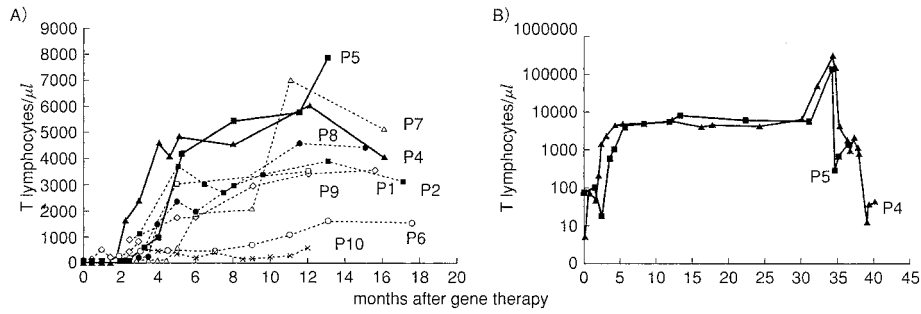 A)
T lymphocytes/µl
9000
8000
7000
6000
5000
4000
3000
2000
1000
0
0 2 4 6 8 10 12 14 16 18 20
P5
P7
P8
P4
P9
P1
P2
P10
P6
months after gene therapy
B)
T lymphocytes/µl
1000000
100000
10000
1000
100
10
0
0 5 10 15 20 25 30 35 40 45
P5
P4